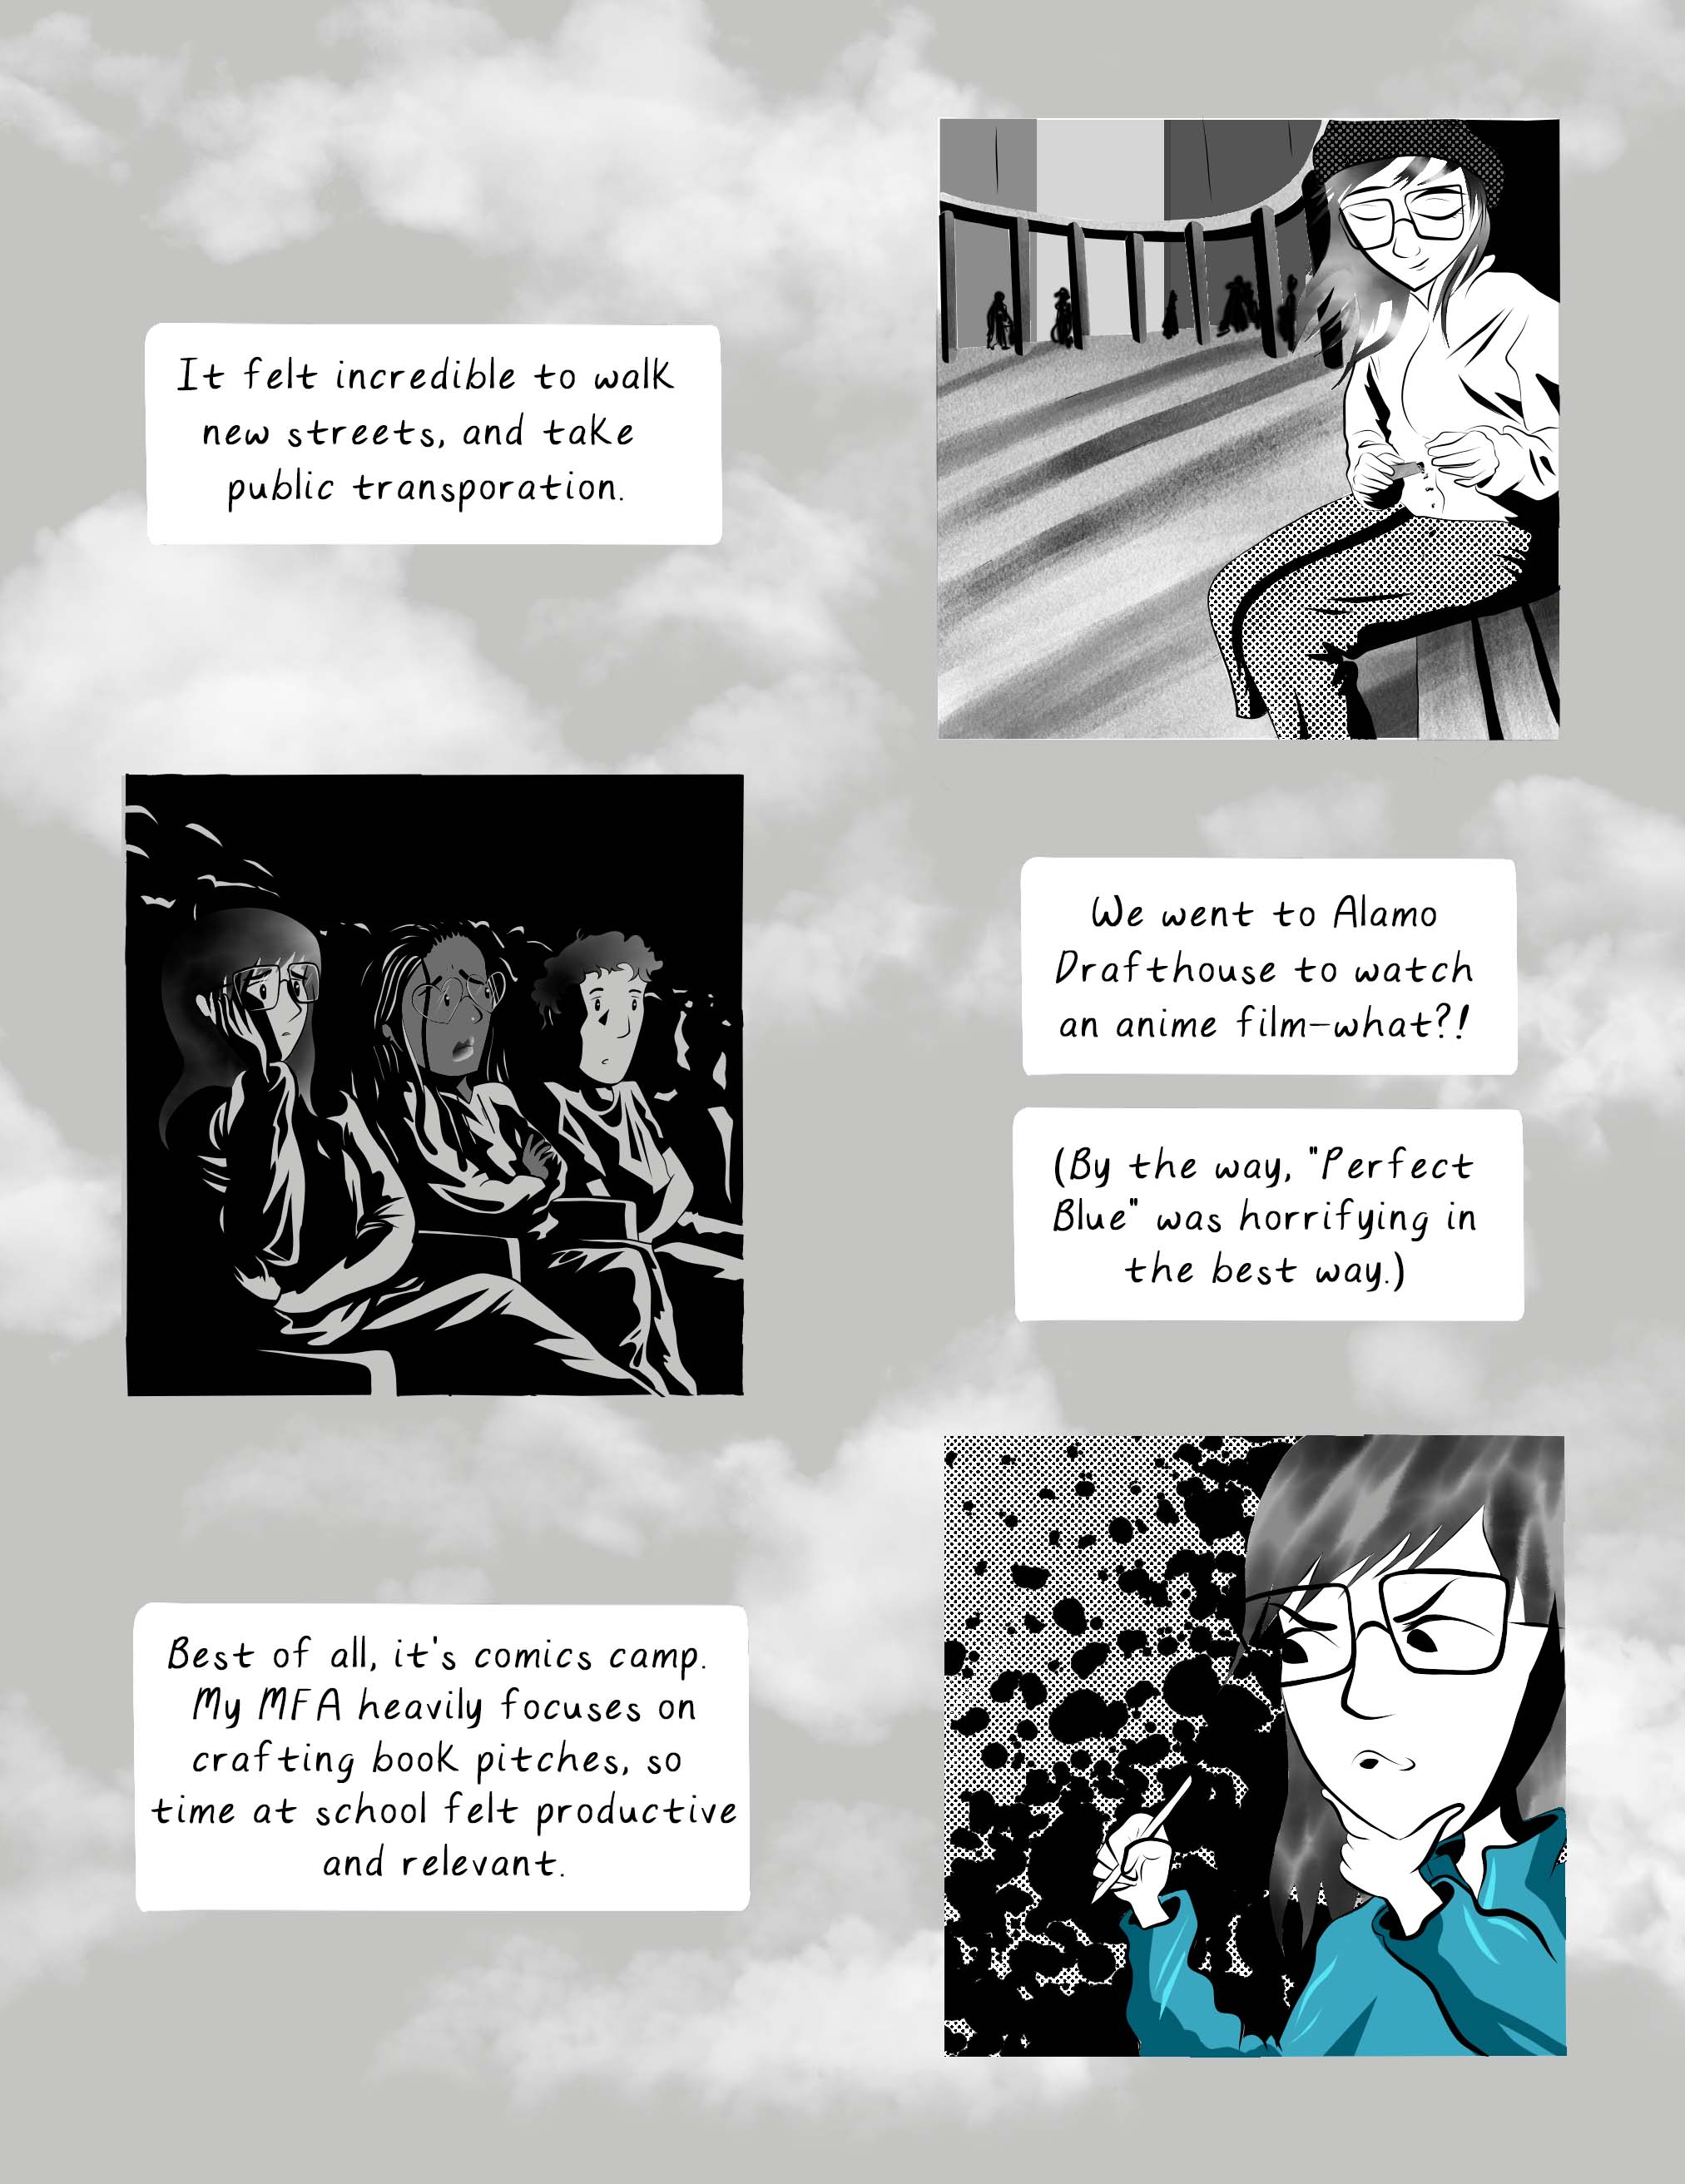 It felt incredible to walk
new streets, and take
public transporation.
We went to Alamo
Drafthouse to watch
an anime film—what?!
(By the way, "Perfect
Blue" was horrifying in
the best way.)
Best of all, it's comics camp.
My MFA heavily focuses on
crafting book pitches, so
time at school felt productive
and relevant.